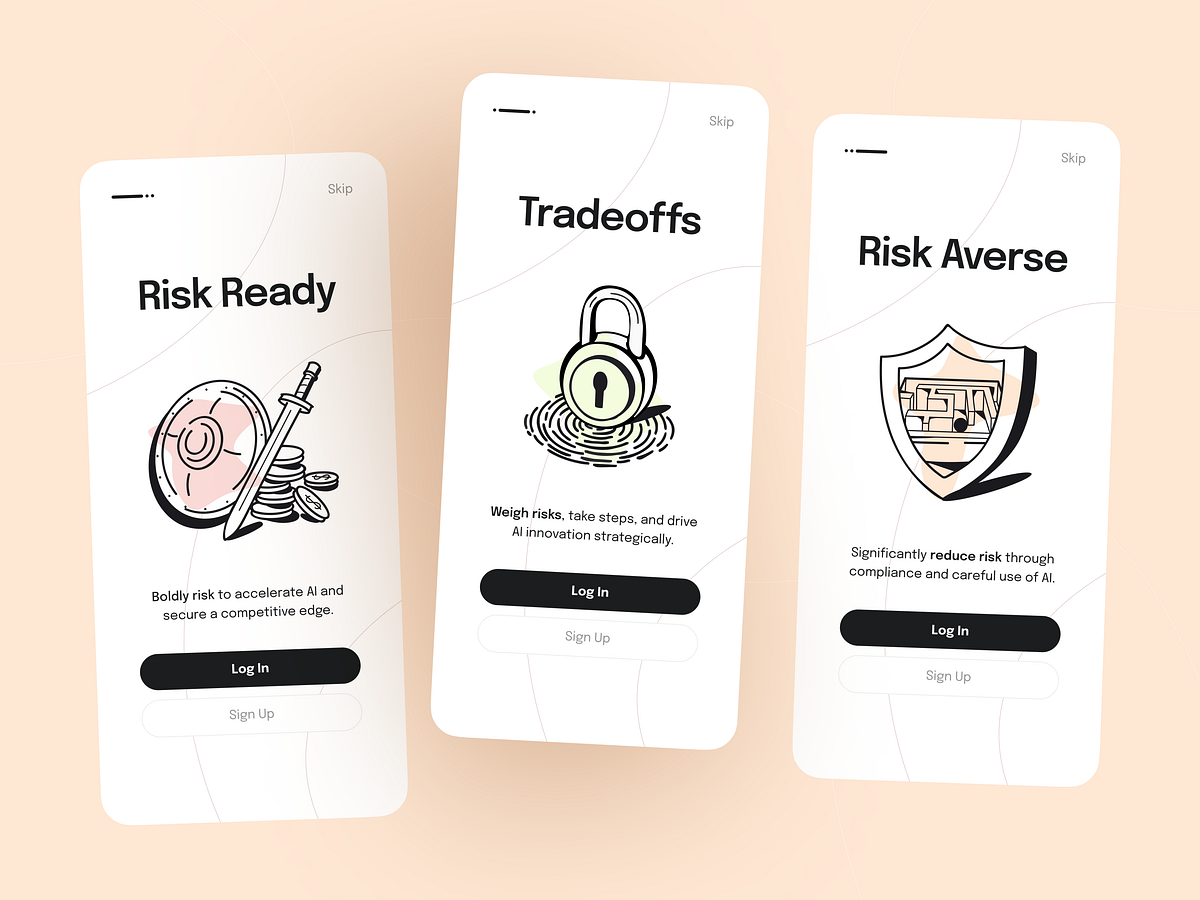 Skip
Risk Ready
Boldly risk to accelerate AI and
secure a competitive edge.
Log In
Sign Up
Skip
Tradeoffs
Weigh risks, take steps, and drive
AI innovation strategically.
Log In
Sign Up
Skip
Risk Averse
Significantly reduce risk through
compliance and careful use of AI.
Log In
Sign Up